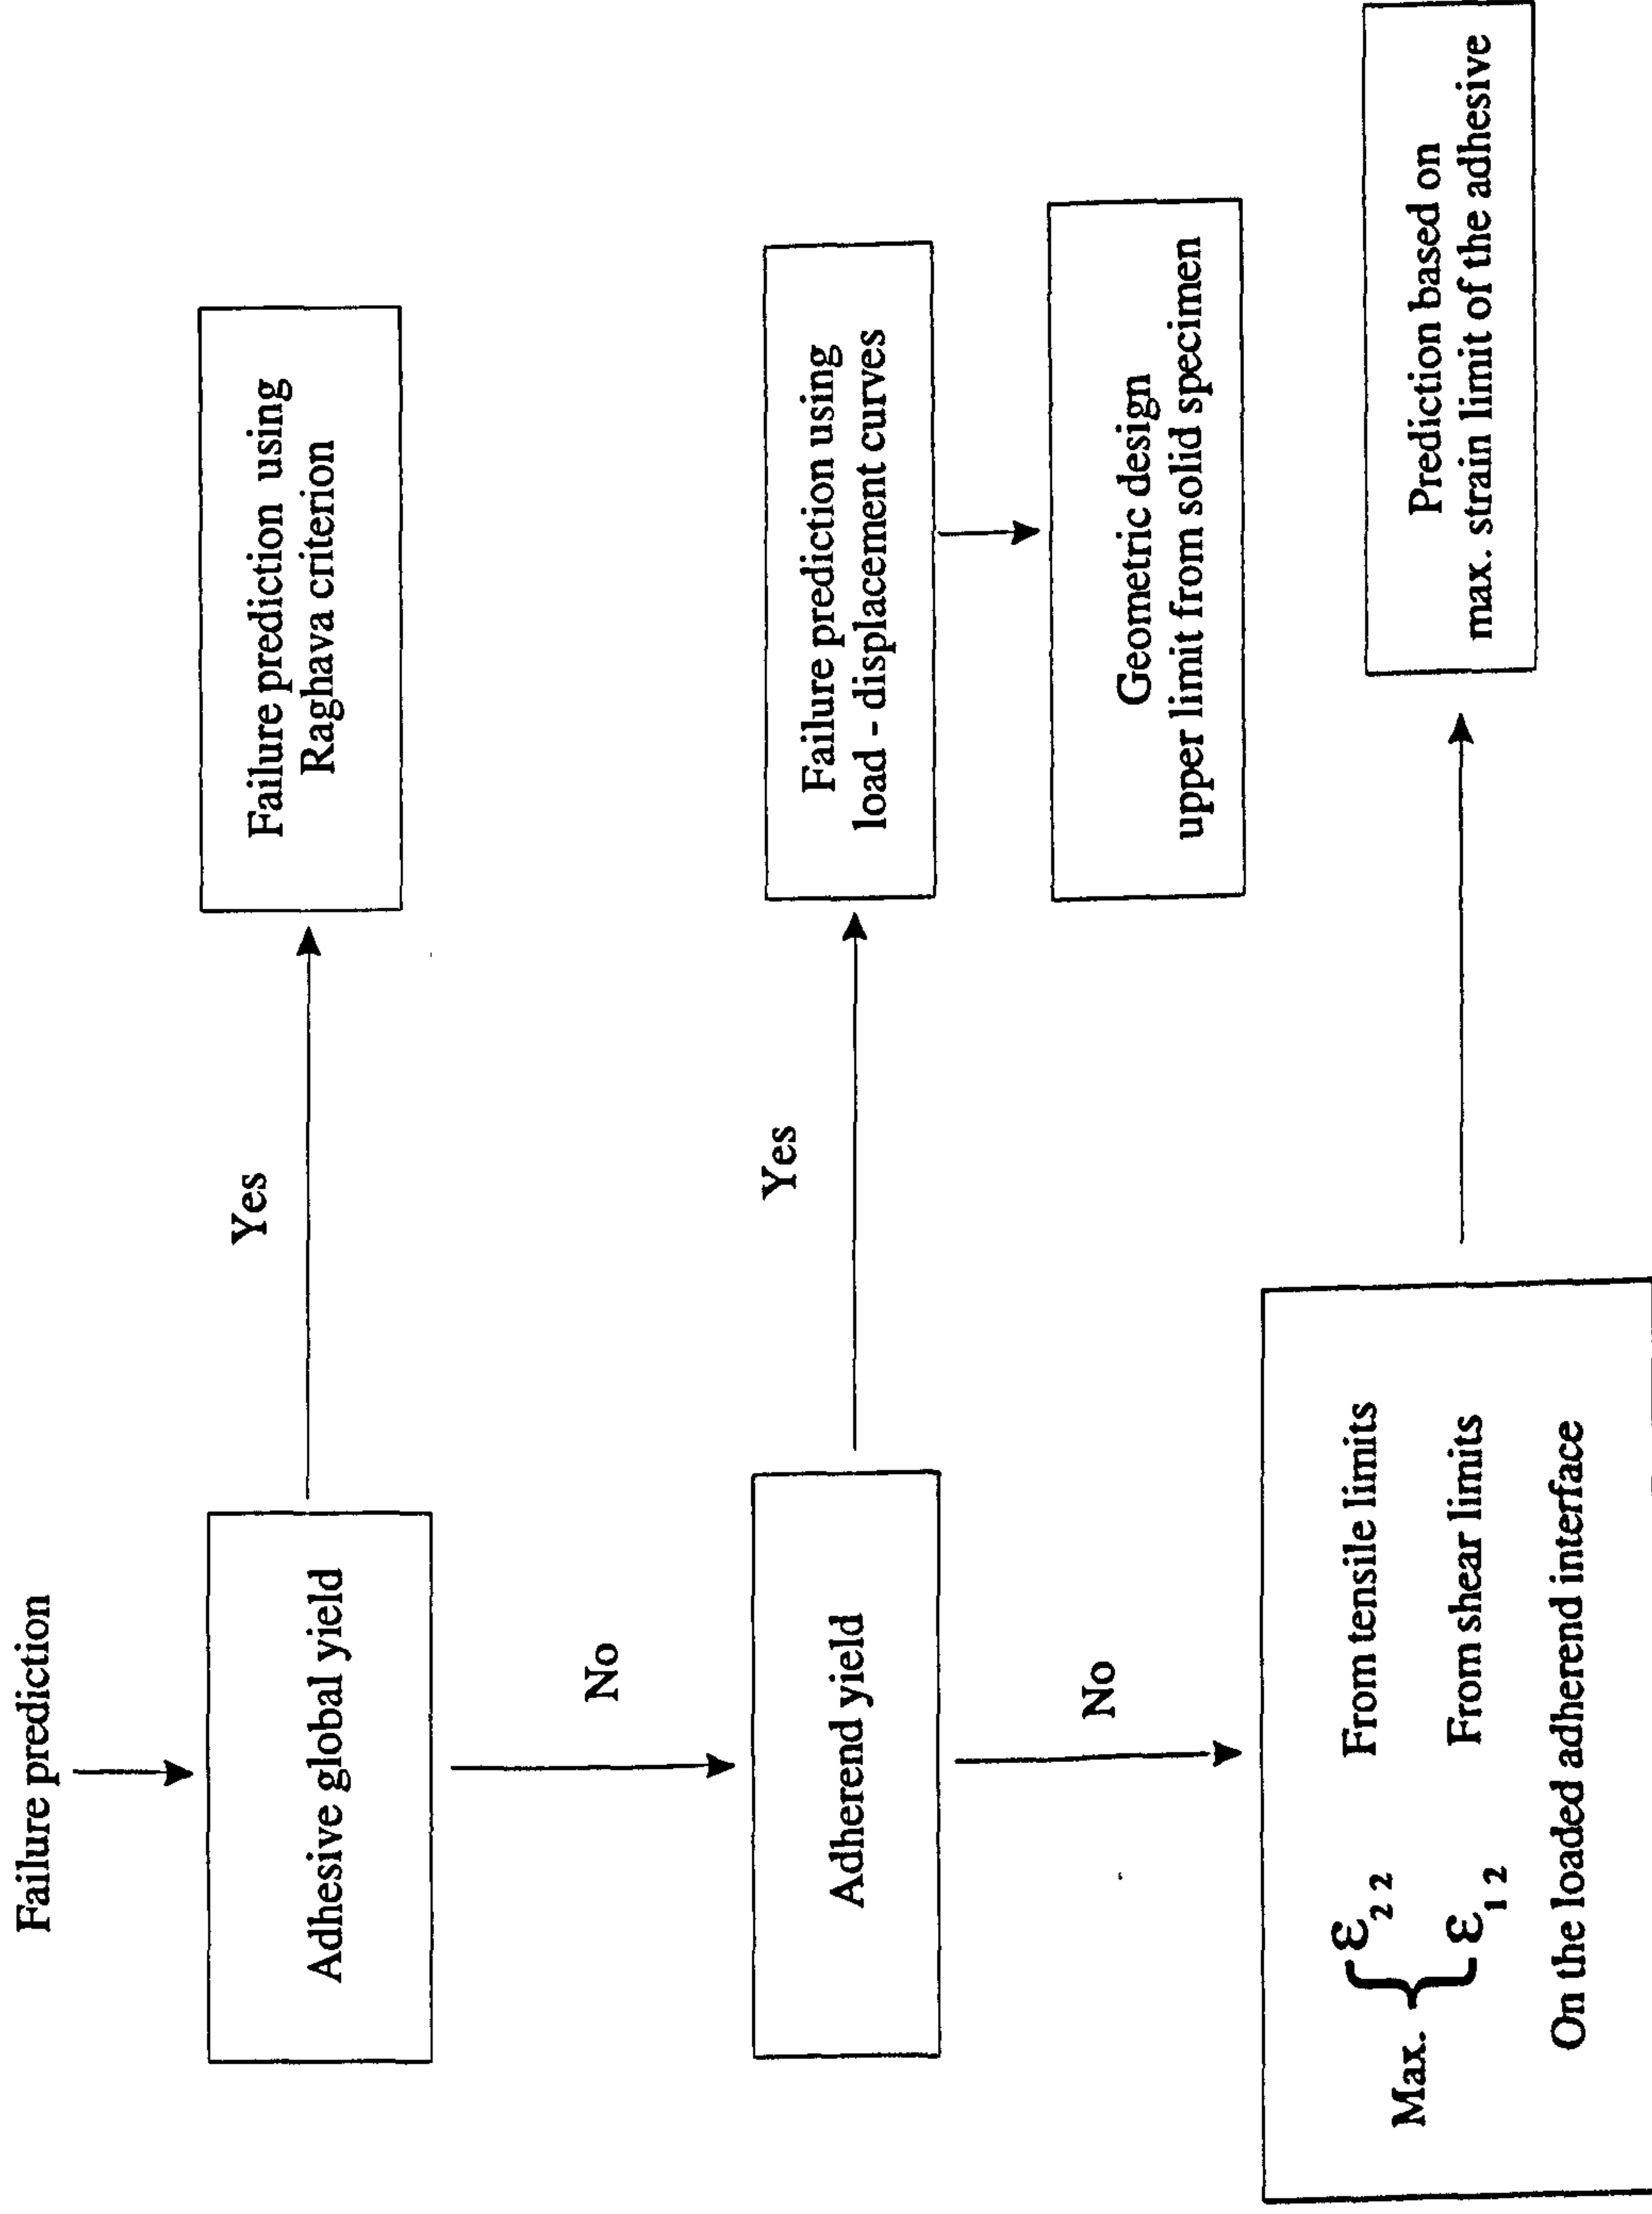 Failure prediction
Adhesive global yield
Yes
Failure prediction using
Raghava criterion
No
Adherend yield
Yes
Failure prediction using
load - displacement curves
Geometric design
upper limit from solid specimen
No
Max. { ε22 From tensile limits
ε12 From shear limits
On the loaded adherend interface
Prediction based on
max. strain limit of the adhesive